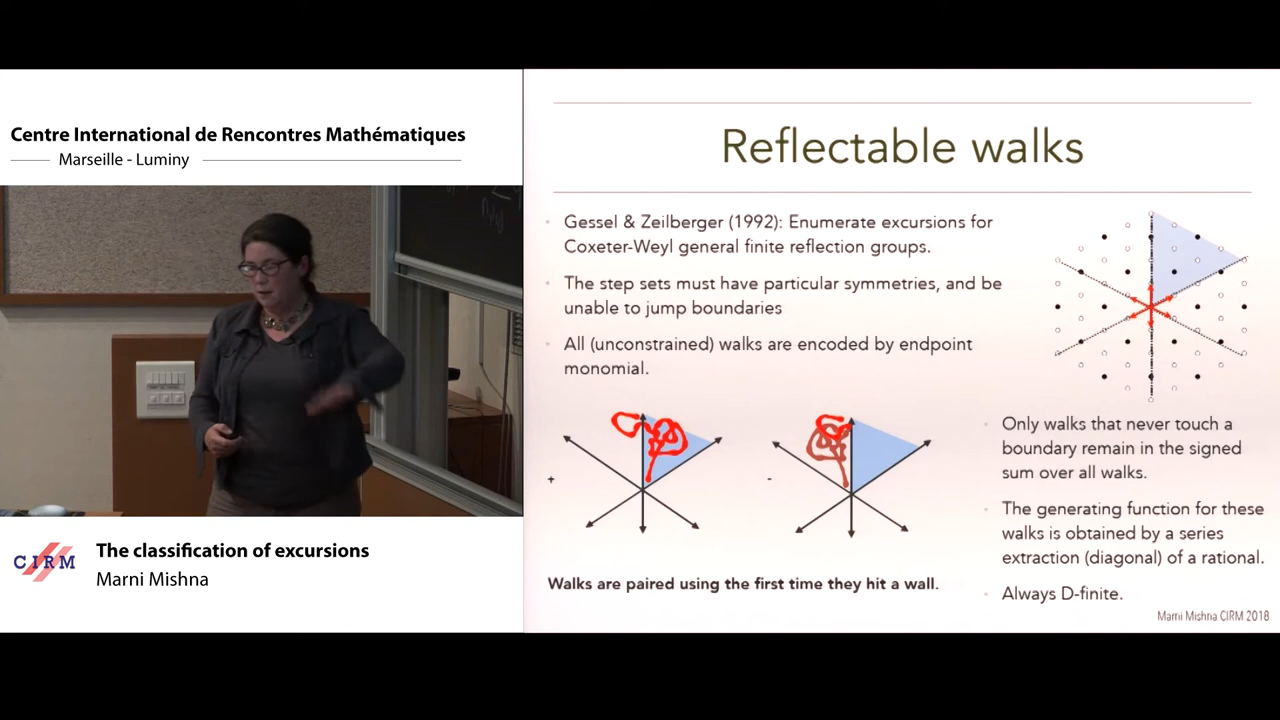 Centre International de Rencontres Mathématiques
Marseille - Luminy
CIRM
The classification of excursions
Marni Mishna
Reflectable walks
Gessel & Zeilberger (1992): Enumerate excursions for
Coxeter-Weyl general finite reflection groups.
The step sets must have particular symmetries, and be
unable to jump boundaries
All (unconstrained) walks are encoded by endpoint
monomial.
+
-
Walks are paired using the first time they hit a wall.
Only walks that never touch a
boundary remain in the signed
sum over all walks.
The generating function for these
walks is obtained by a series
extraction (diagonal) of a rational.
Always D-finite.
Marni Mishna CIRM 2018